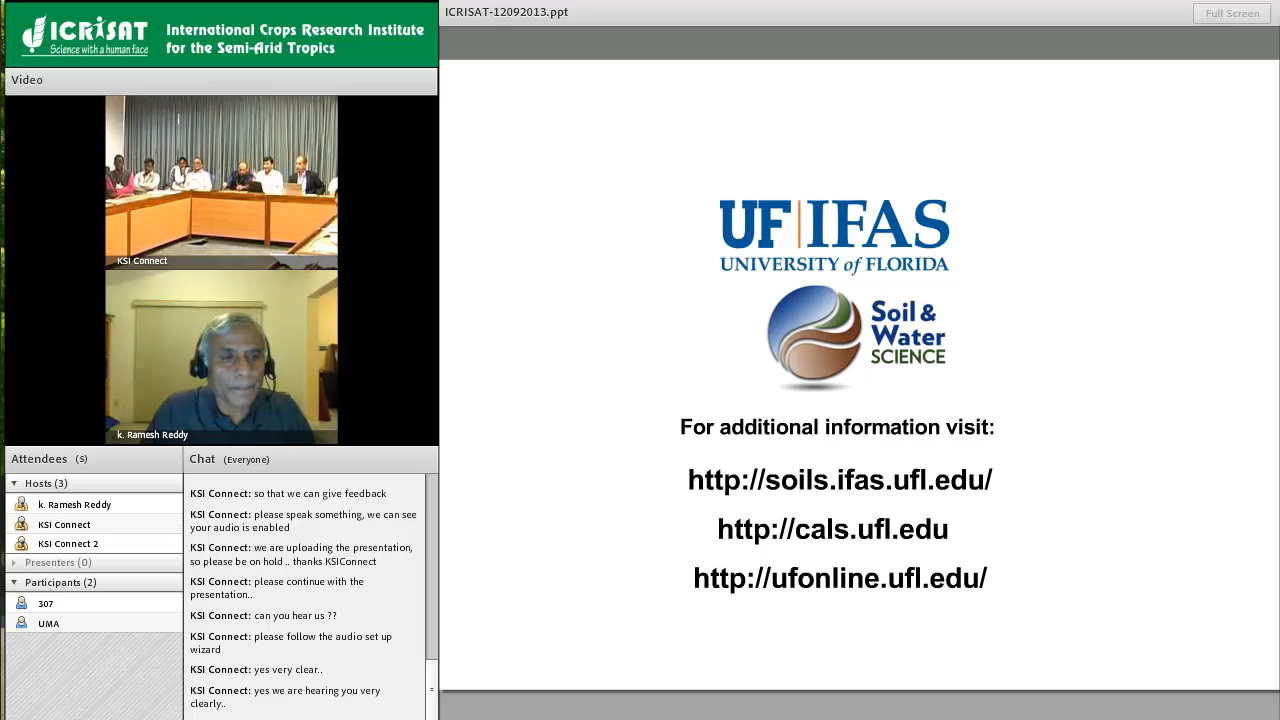 ICRISAT
Science with a human face
International Crops Research Institute
for the Semi-Arid Tropics
Video
KSI Connect
k. Ramesh Reddy
Attendees (5)
Hosts (3)
k. Ramesh Reddy
KSI Connect
KSI Connect 2
Presenters (0)
Participants (2)
307
UMA
Chat (Everyone)
KSI Connect: so that we can give feedback
KSI Connect: please speak something, we can see
your audio is enabled
KSI Connect: we are uploading the presentation,
so please be on hold .. thanks KSIConnect
KSI Connect: please continue with the
presentation..
KSI Connect: can you hear us ??
KSI Connect: please follow the audio set up
wizard
KSI Connect: yes very clear..
KSI Connect: yes we are hearing you very
clearly..
ICRISAT-12092013.ppt
Full Screen
UF IFAS
UNIVERSITY of FLORIDA
Soil &
Water
SCIENCE
For additional information visit:
http://soils.ifas.ufl.edu/
http://cals.ufl.edu
http://ufonline.ufl.edu/